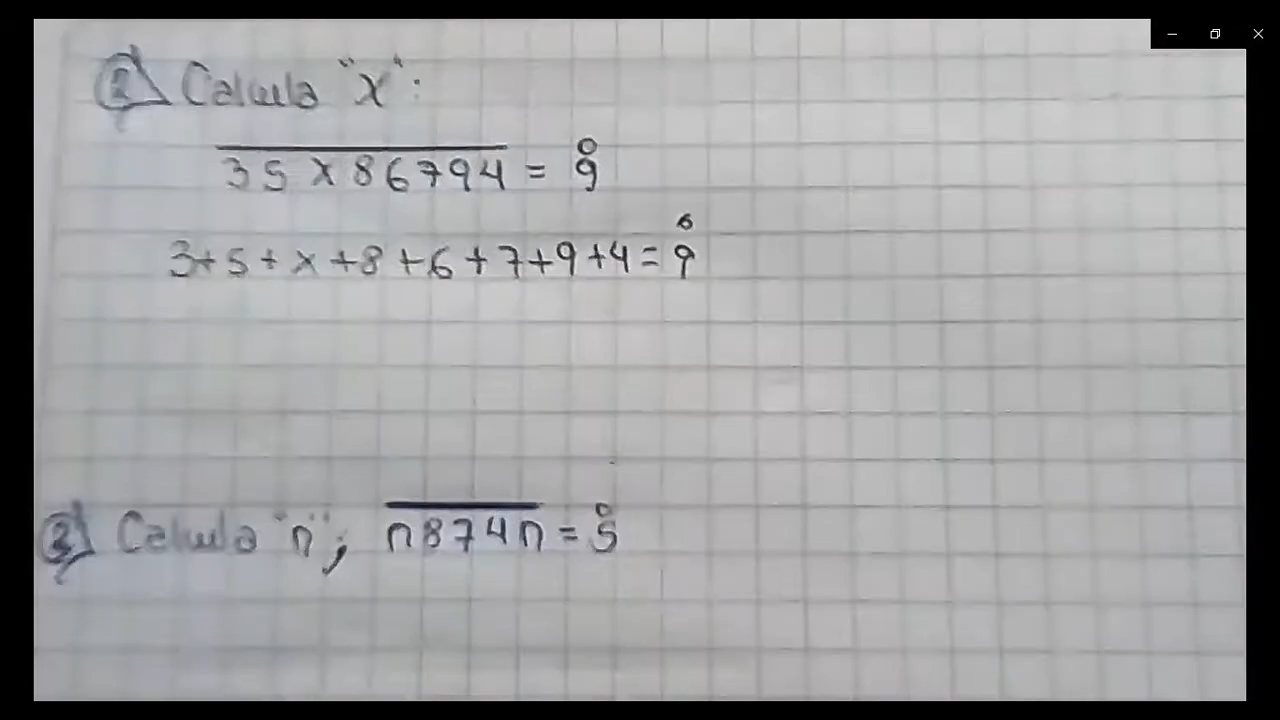 2) Calcula "x":
35x86794 = 9°
3+5+x+8+6+7+9+4 = 9°
3) Calcula "n"; n874n = 5°